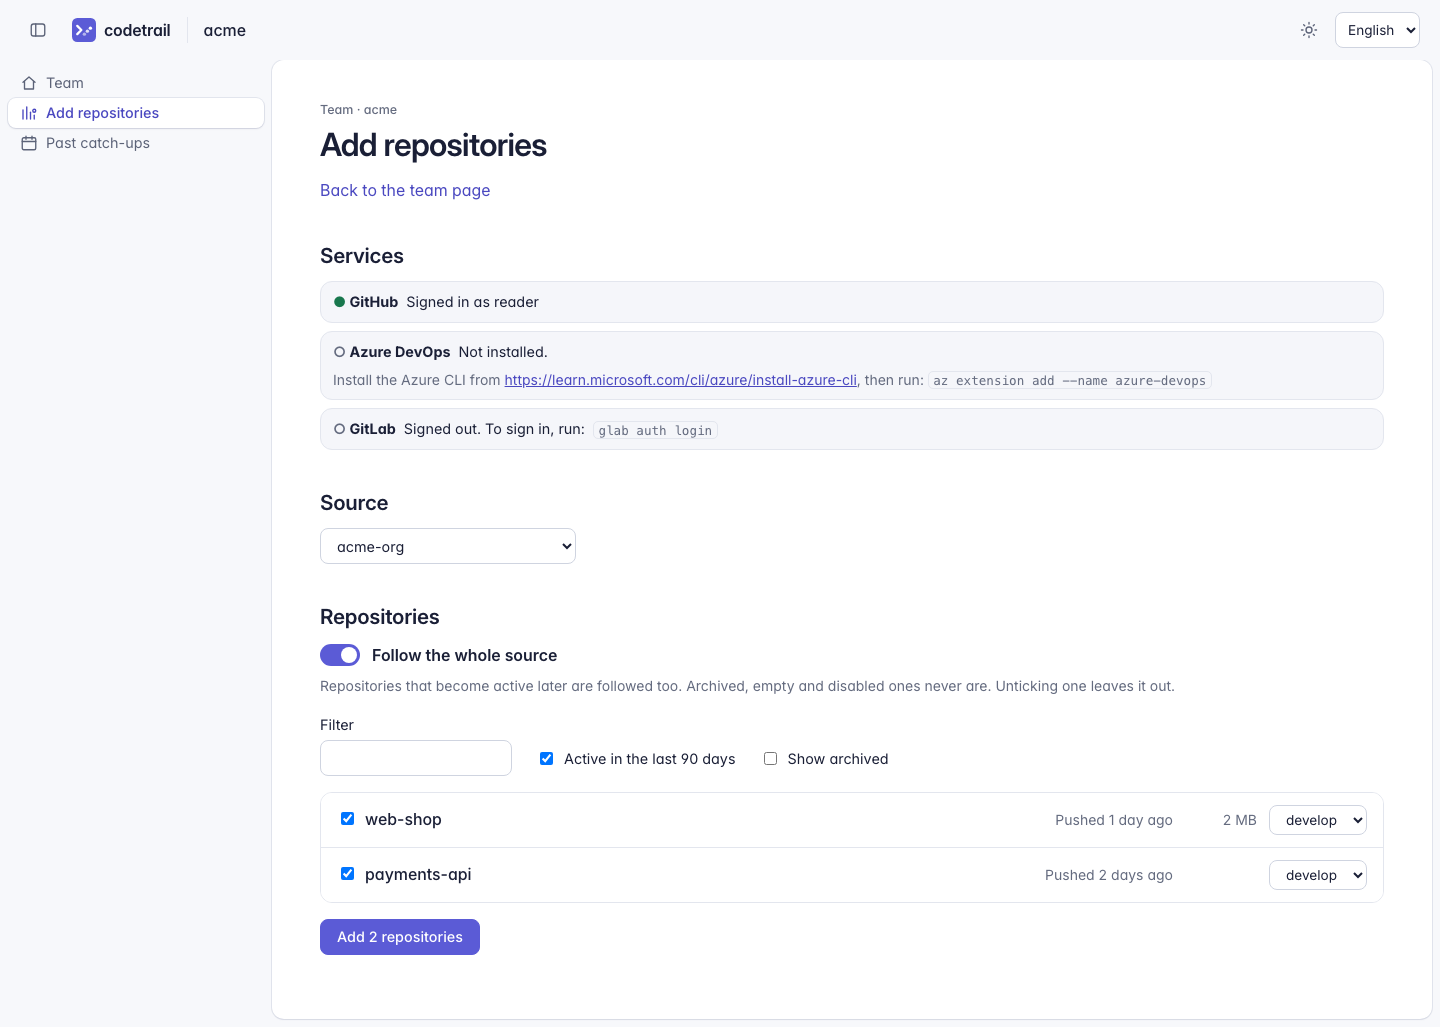 codetrail
acme
English
Team
Add repositories
Past catch-ups
Team · acme
Add repositories
Back to the team page
Services
GitHub Signed in as reader
Azure DevOps Not installed.
Install the Azure CLI from https://learn.microsoft.com/cli/azure/install-azure-cli, then run: az extension add --name azure-devops
GitLab Signed out. To sign in, run: glab auth login
Source
acme-org
Repositories
Follow the whole source
Repositories that become active later are followed too. Archived, empty and disabled ones never are. Unticking one leaves it out.
Filter
Active in the last 90 days
Show archived
web-shop Pushed 1 day ago 2 MB develop
payments-api Pushed 2 days ago develop
Add 2 repositories